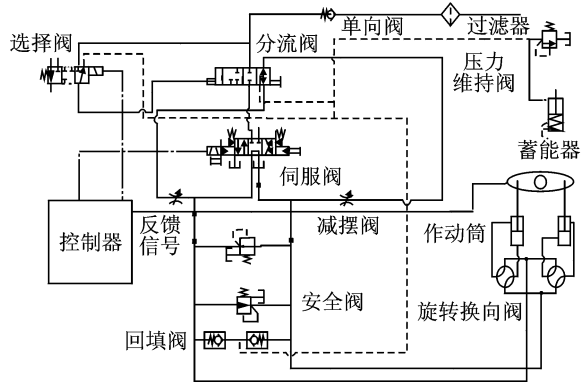 单向阀
过滤器
选择阀
分流阀
压力
维持阀
蓄能器
伺服阀
控制器
反馈
信号
减摆阀
作动筒
安全阀
旋转换向阀
回填阀